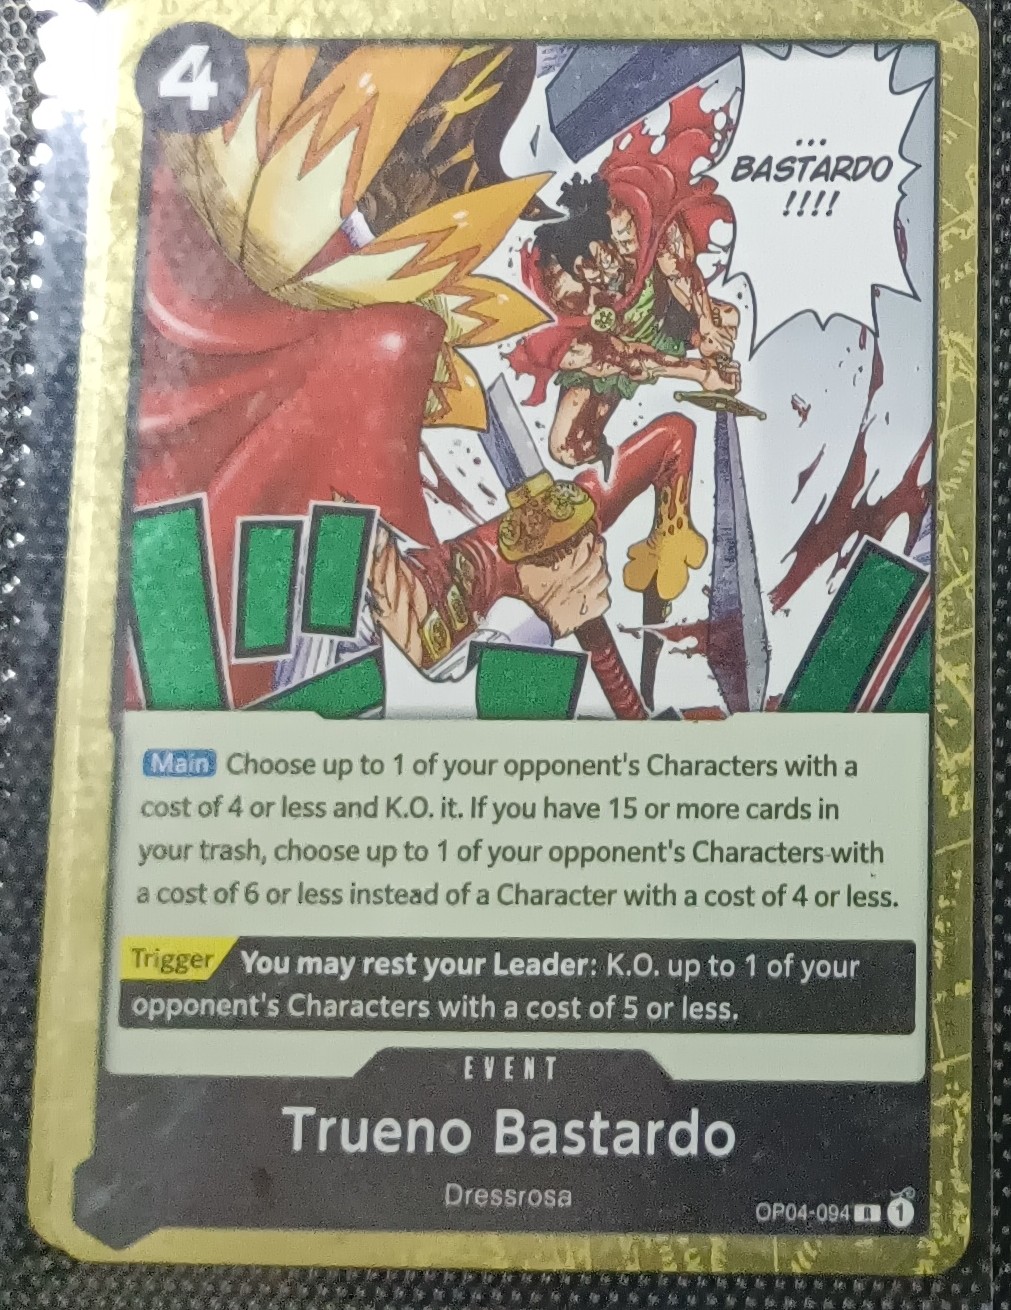 4
...
BASTARDO
!!!!
Main Choose up to 1 of your opponent's Characters with a
cost of 4 or less and K.O. it. If you have 15 or more cards in
your trash, choose up to 1 of your opponent's Characters with
a cost of 6 or less instead of a Character with a cost of 4 or less.
Trigger You may rest your Leader: K.O. up to 1 of your
opponent's Characters with a cost of 5 or less.
EVENT
Trueno Bastardo
Dressrosa
OP04-094 R 1